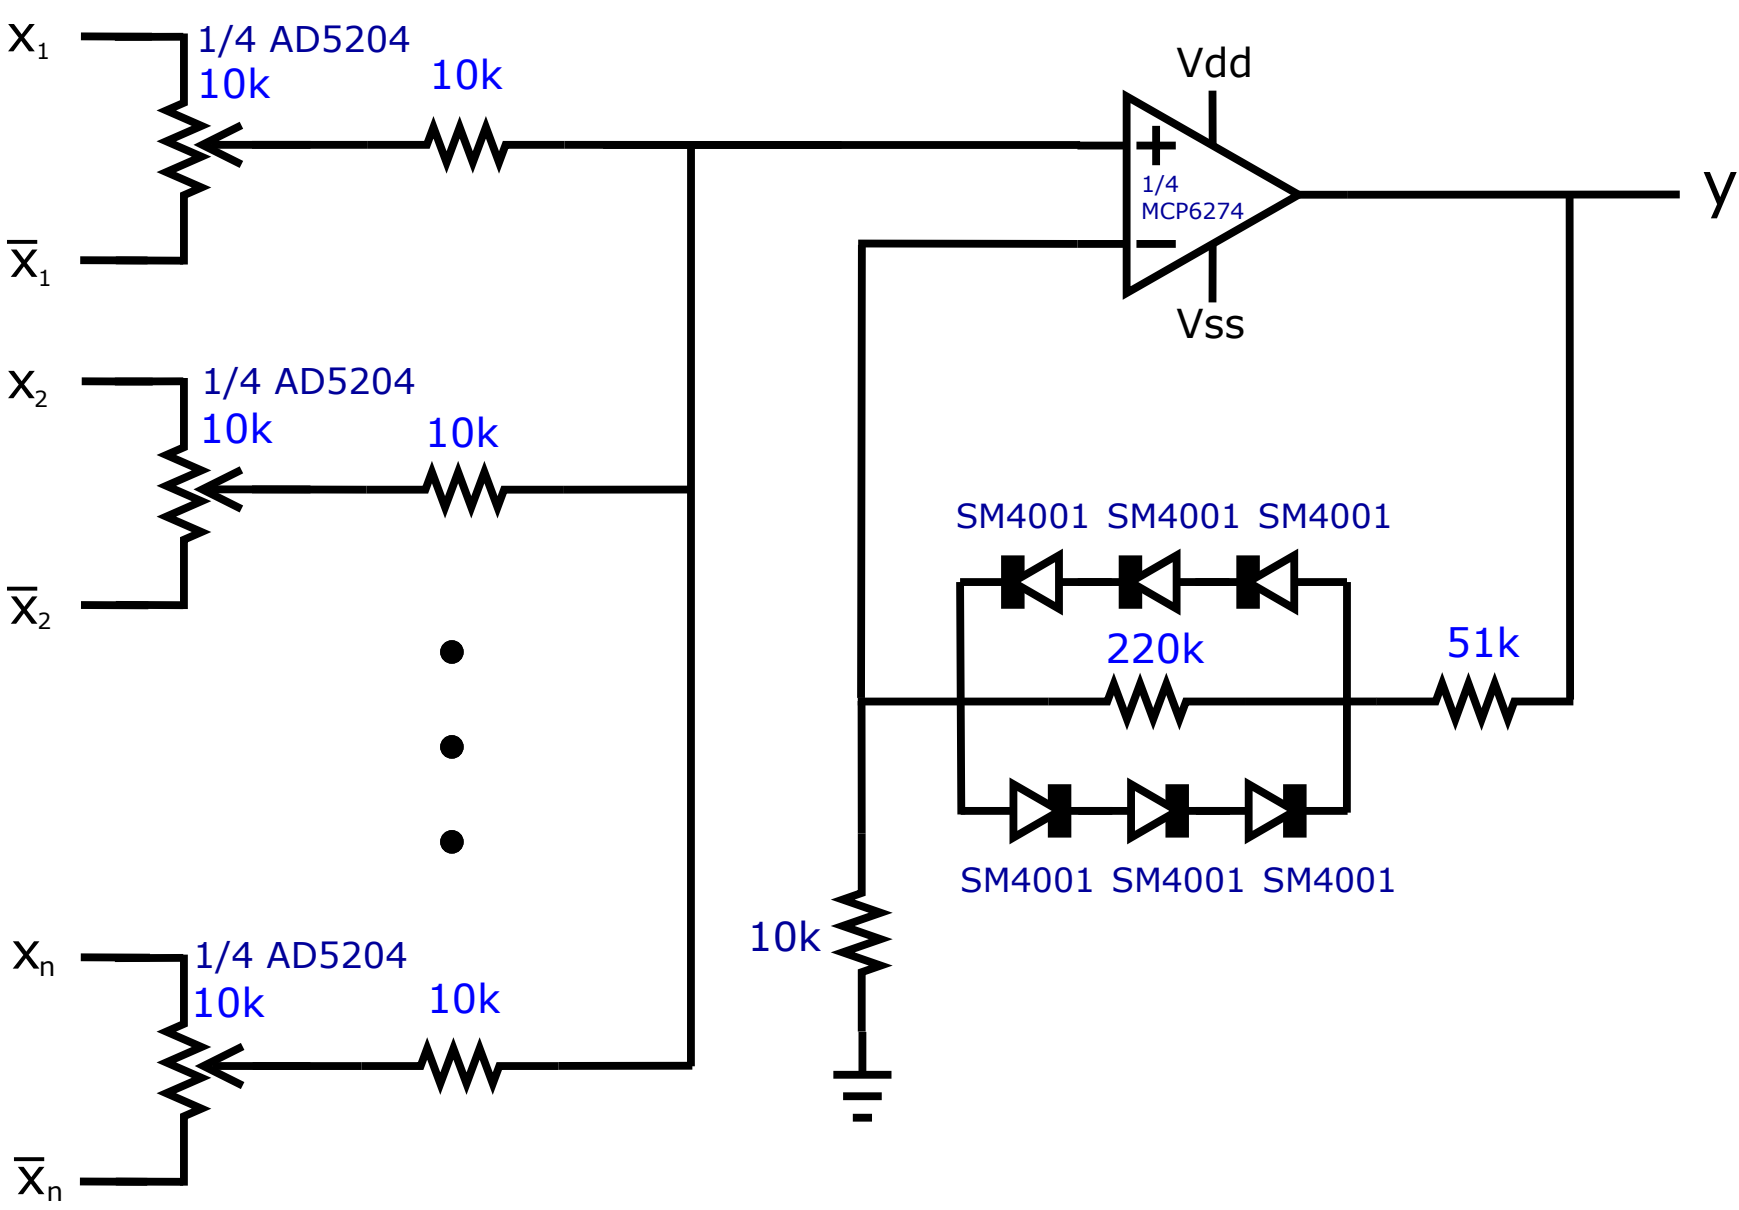 x1
1/4 AD5204
10k
10k
x̅1
Vdd
+
1/4
MCP6274
−
Vss
y
x2
1/4 AD5204
10k
10k
x̅2
SM4001 SM4001 SM4001
220k
51k
SM4001 SM4001 SM4001
10k
xn
1/4 AD5204
10k
10k
x̅n